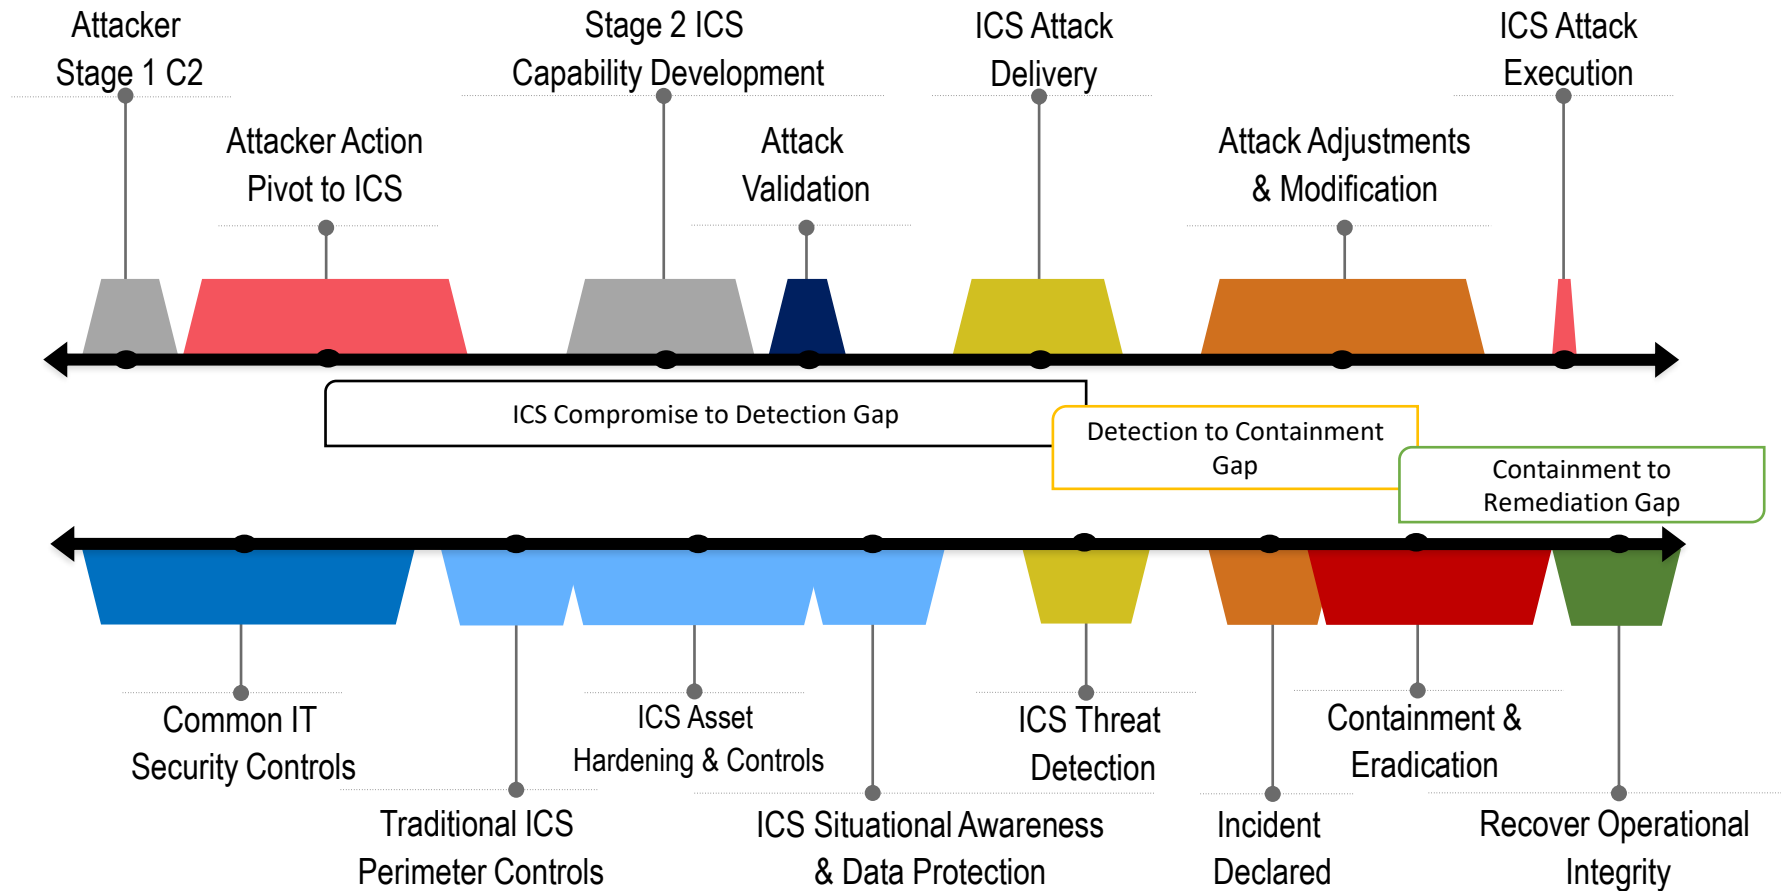 Attacker
Stage 1 C2
Stage 2 ICS
Capability Development
ICS Attack
Delivery
ICS Attack
Execution
Attacker Action
Pivot to ICS
Attack
Validation
Attack Adjustments
& Modification
ICS Compromise to Detection Gap
Detection to Containment
Gap
Containment to
Remediation Gap
Common IT
Security Controls
ICS Asset
Hardening & Controls
ICS Threat
Detection
Containment &
Eradication
Traditional ICS
Perimeter Controls
ICS Situational Awareness
& Data Protection
Incident
Declared
Recover Operational
Integrity